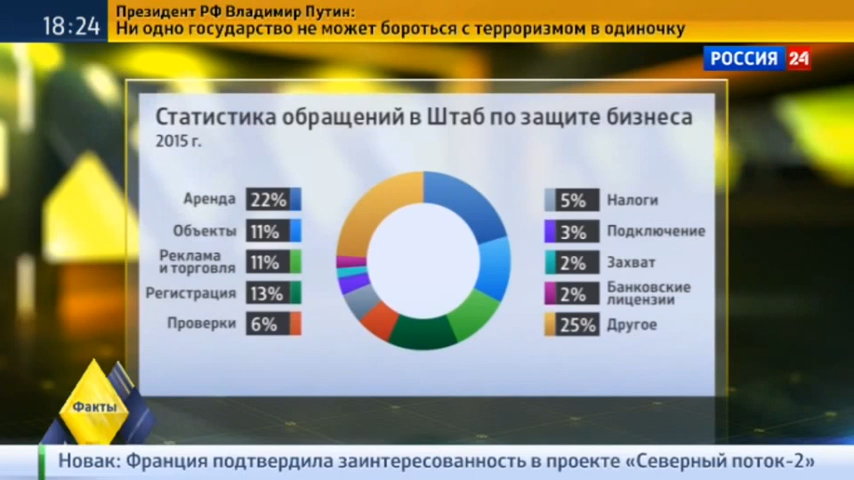 18:24
Президент РФ Владимир Путин:
Ни одно государство не может бороться с терроризмом в одиночку
РОССИЯ 24
Статистика обращений в Штаб по защите бизнеса
2015 г.
Аренда 22%
Объекты 11%
Реклама
и торговля 11%
Регистрация 13%
Проверки 6%
5% Налоги
3% Подключение
2% Захват
2% Банковские
лицензии
25% Другое
Факты
Новак: Франция подтвердила заинтересованность в проекте «Северный поток-2»